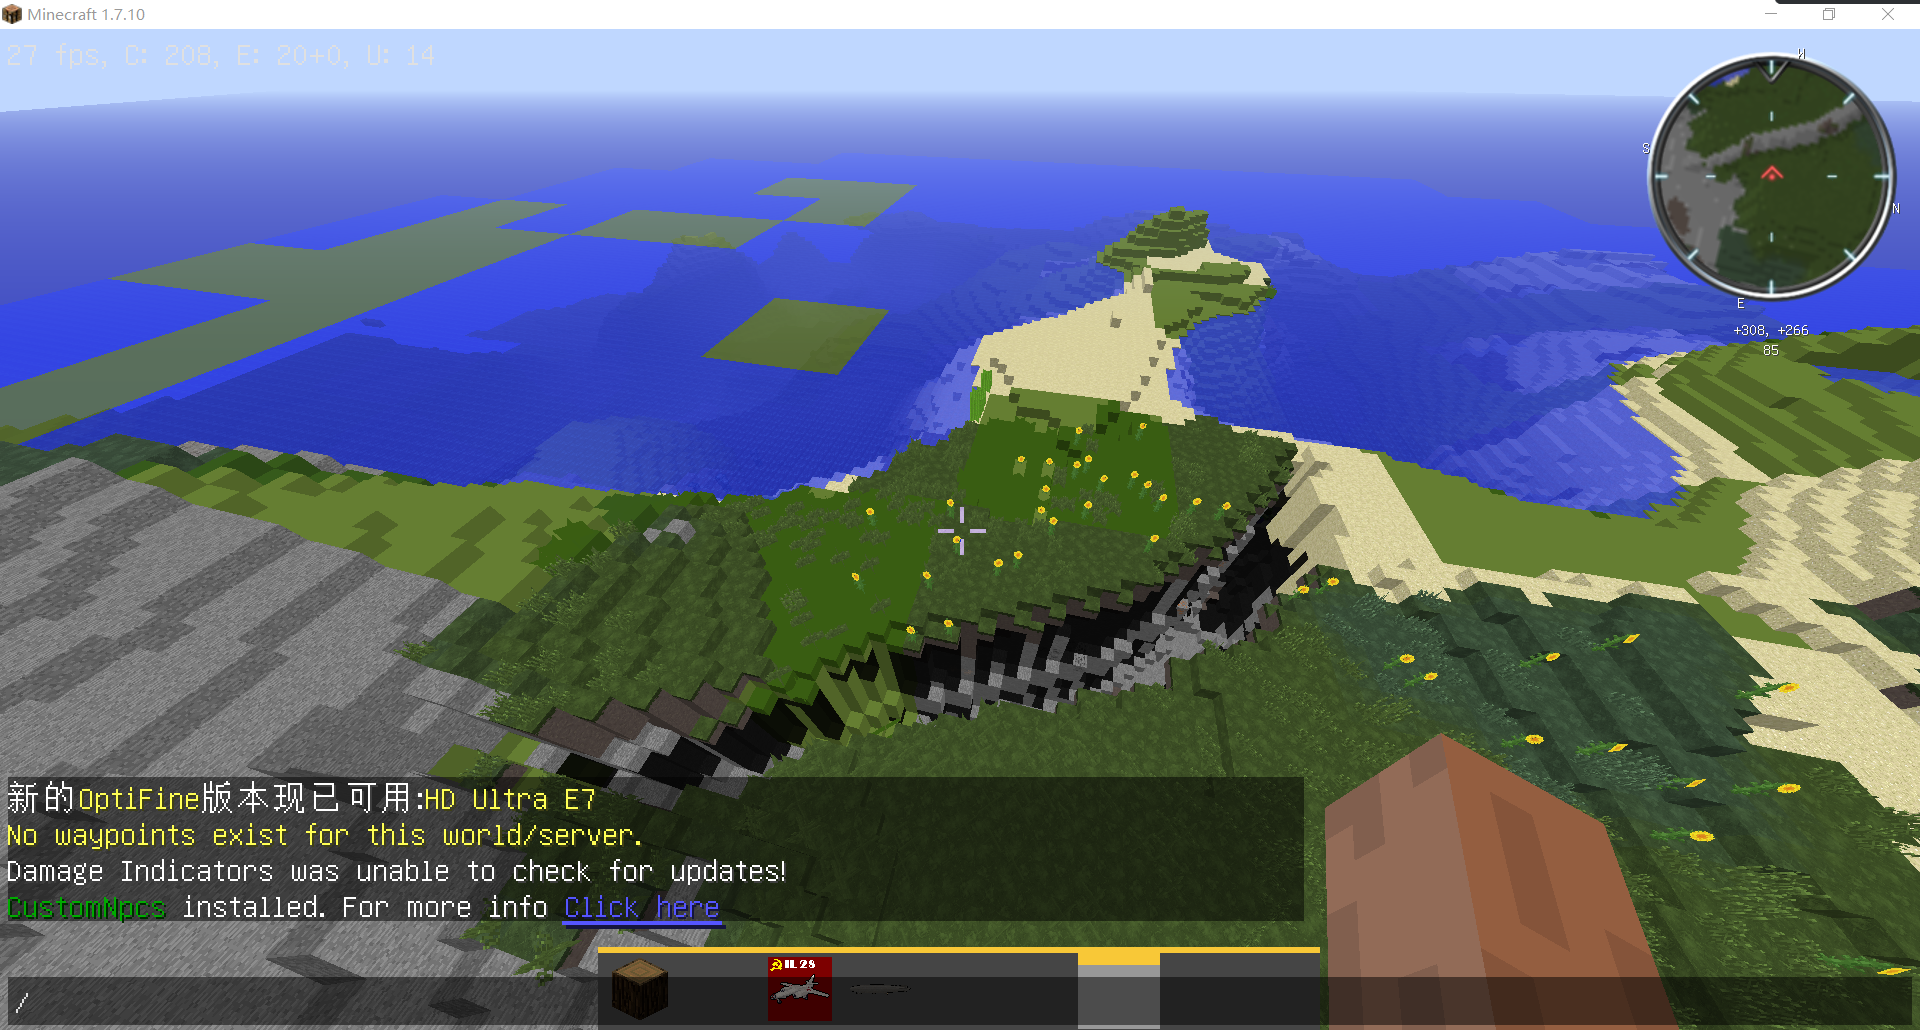 Minecraft 1.7.10
27 fps, C: 208, E: 20+0, U: 14
W
S
N
E
+308, +266
85
新的OptiFine版本现已可用:HD Ultra E7
No waypoints exist for this world/server.
Damage Indicators was unable to check for updates!
CustomNpcs installed. For more info Click here
IL 28
/